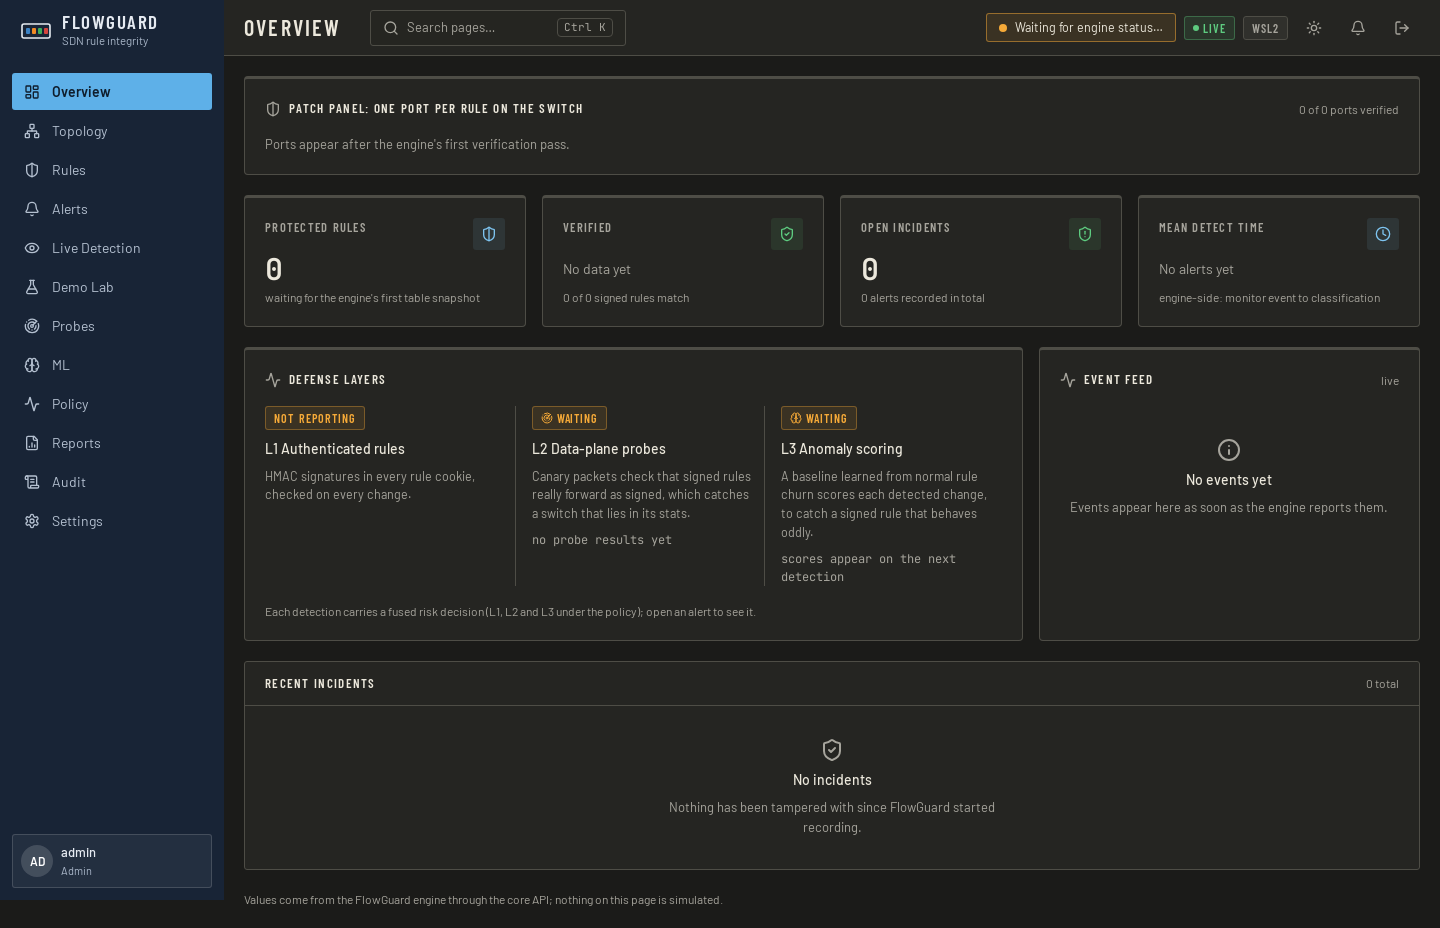 FLOWGUARD
SDN rule integrity
Overview
Topology
Rules
Alerts
Live Detection
Demo Lab
Probes
ML
Policy
Reports
Audit
Settings
AD
admin
Admin
OVERVIEW
Search pages...
Ctrl K
Waiting for engine status...
LIVE
WSL2
PATCH PANEL: ONE PORT PER RULE ON THE SWITCH
0 of 0 ports verified
Ports appear after the engine's first verification pass.
PROTECTED RULES
0
waiting for the engine's first table snapshot
VERIFIED
No data yet
0 of 0 signed rules match
OPEN INCIDENTS
0
0 alerts recorded in total
MEAN DETECT TIME
No alerts yet
engine-side: monitor event to classification
DEFENSE LAYERS
NOT REPORTING
L1 Authenticated rules
HMAC signatures in every rule cookie,
checked on every change.
WAITING
L2 Data-plane probes
Canary packets check that signed rules
really forward as signed, which catches
a switch that lies in its stats.
no probe results yet
WAITING
L3 Anomaly scoring
A baseline learned from normal rule
churn scores each detected change,
to catch a signed rule that behaves
oddly.
scores appear on the next
detection
Each detection carries a fused risk decision (L1, L2 and L3 under the policy); open an alert to see it.
EVENT FEED
live
No events yet
Events appear here as soon as the engine reports them.
RECENT INCIDENTS
0 total
No incidents
Nothing has been tampered with since FlowGuard started
recording.
Values come from the FlowGuard engine through the core API; nothing on this page is simulated.